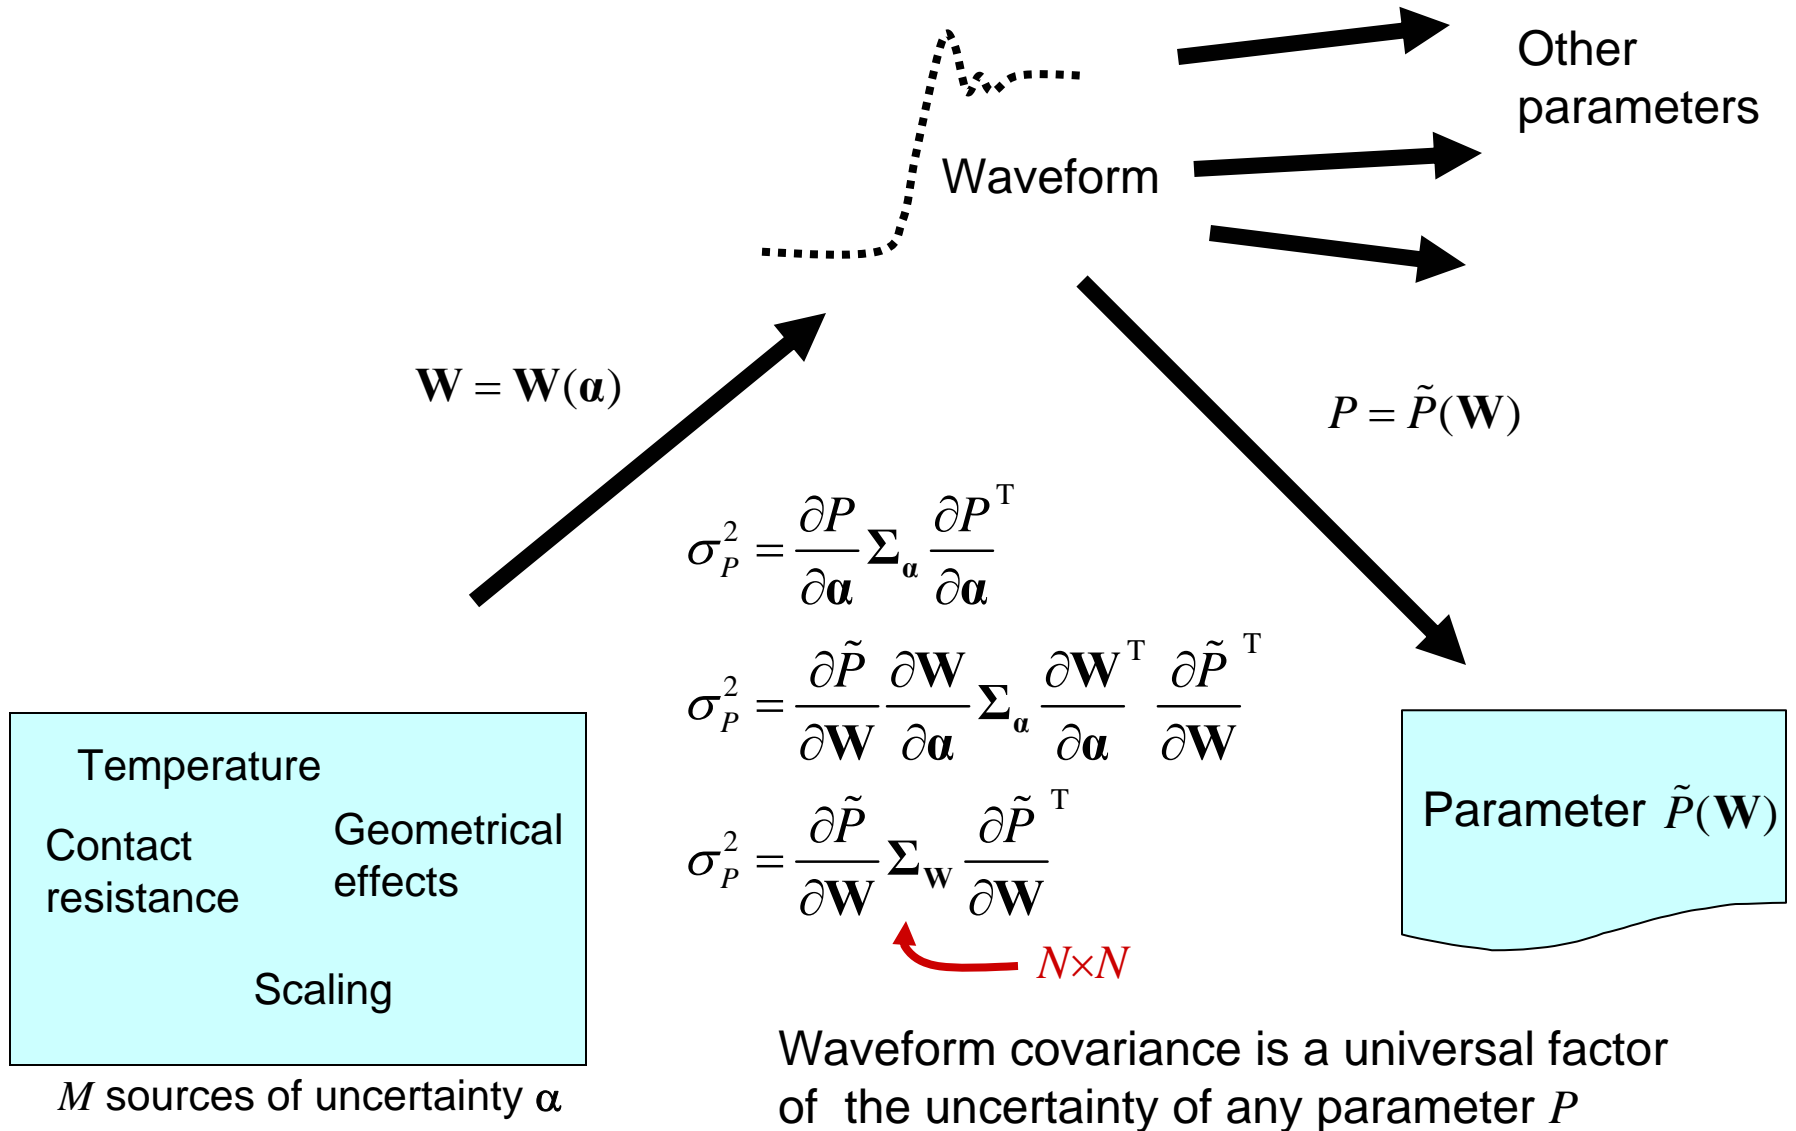 Other
parameters
Waveform
W = W(α)
P = P̃(W)
σ_P^2 = ∂P/∂α Σ_α ∂P/∂α^T
σ_P^2 = ∂P̃/∂W ∂W/∂α Σ_α ∂W/∂α^T ∂P̃/∂W^T
σ_P^2 = ∂P̃/∂W Σ_W ∂P̃/∂W^T
N×N
Temperature
Contact
resistance
Geometrical
effects
Scaling
M sources of uncertainty α
Parameter P̃(W)
Waveform covariance is a universal factor
of the uncertainty of any parameter P